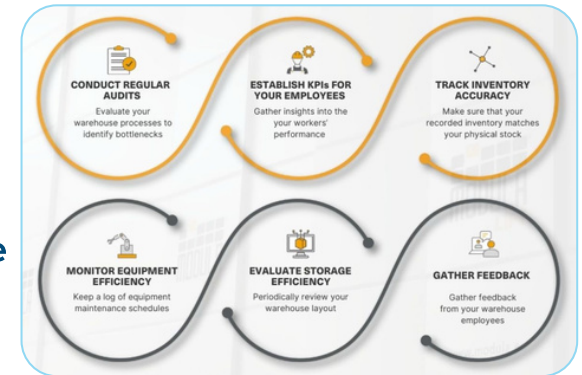 CONDUCT REGULAR
AUDITS
Evaluate your
warehouse processes to
identify bottlenecks
ESTABLISH KPIs FOR
YOUR EMPLOYEES
Gather insights into the
your workers'
performance
TRACK INVENTORY
ACCURACY
Make sure that your
recorded inventory matches
your physical stock
e
MONITOR EQUIPMENT
EFFICIENCY
Keep a log of equipment
maintenance schedules
EVALUATE STORAGE
EFFICIENCY
Periodically review your
warehouse layout
GATHER FEEDBACK
Gather feedback
from your warehouse
employees